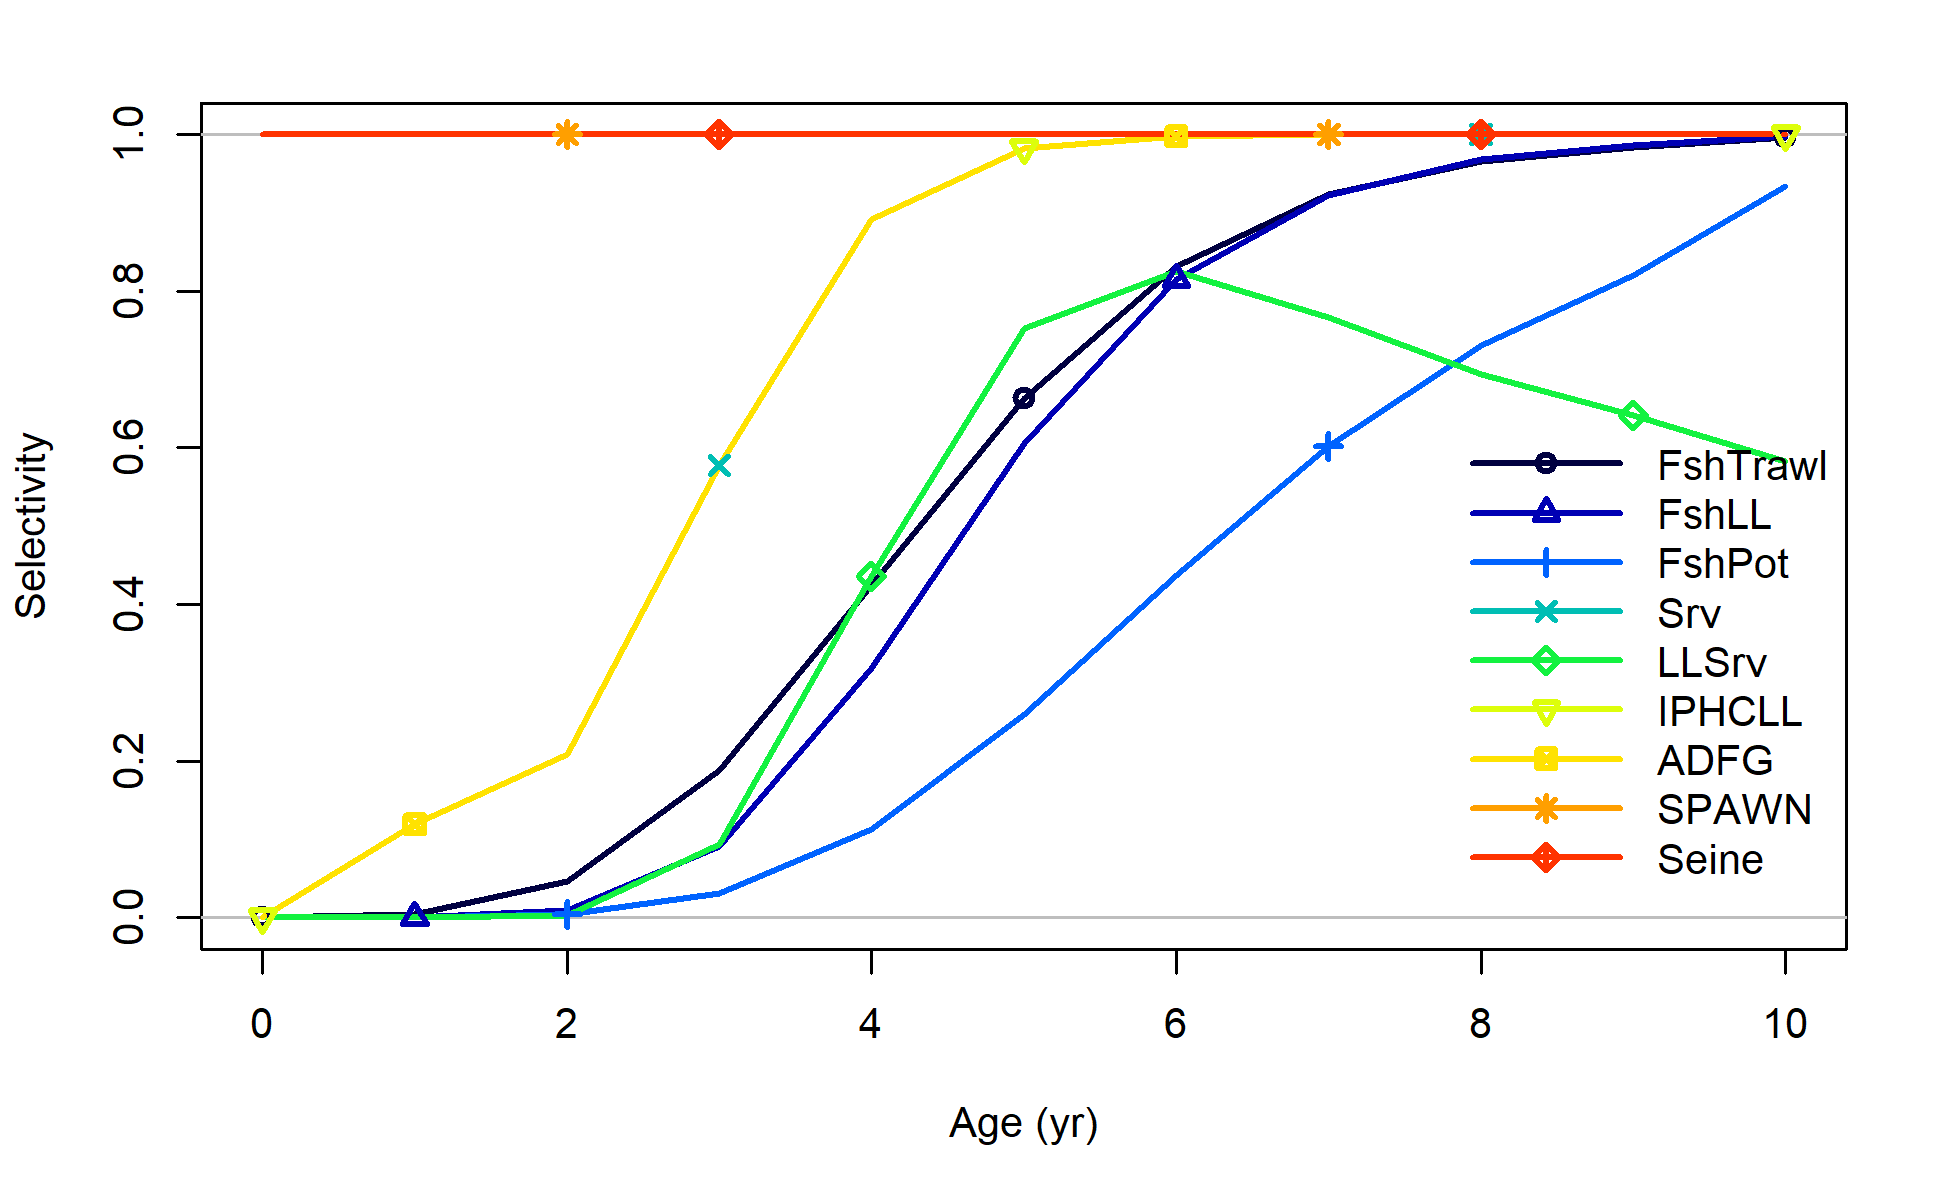 Selectivity
1.0
0.8
0.6
0.4
0.2
0.0
FshTrawl
FshLL
FshPot
Srv
LLSrv
IPHCLL
ADFG
SPAWN
Seine
0 2 4 6 8 10
Age (yr)